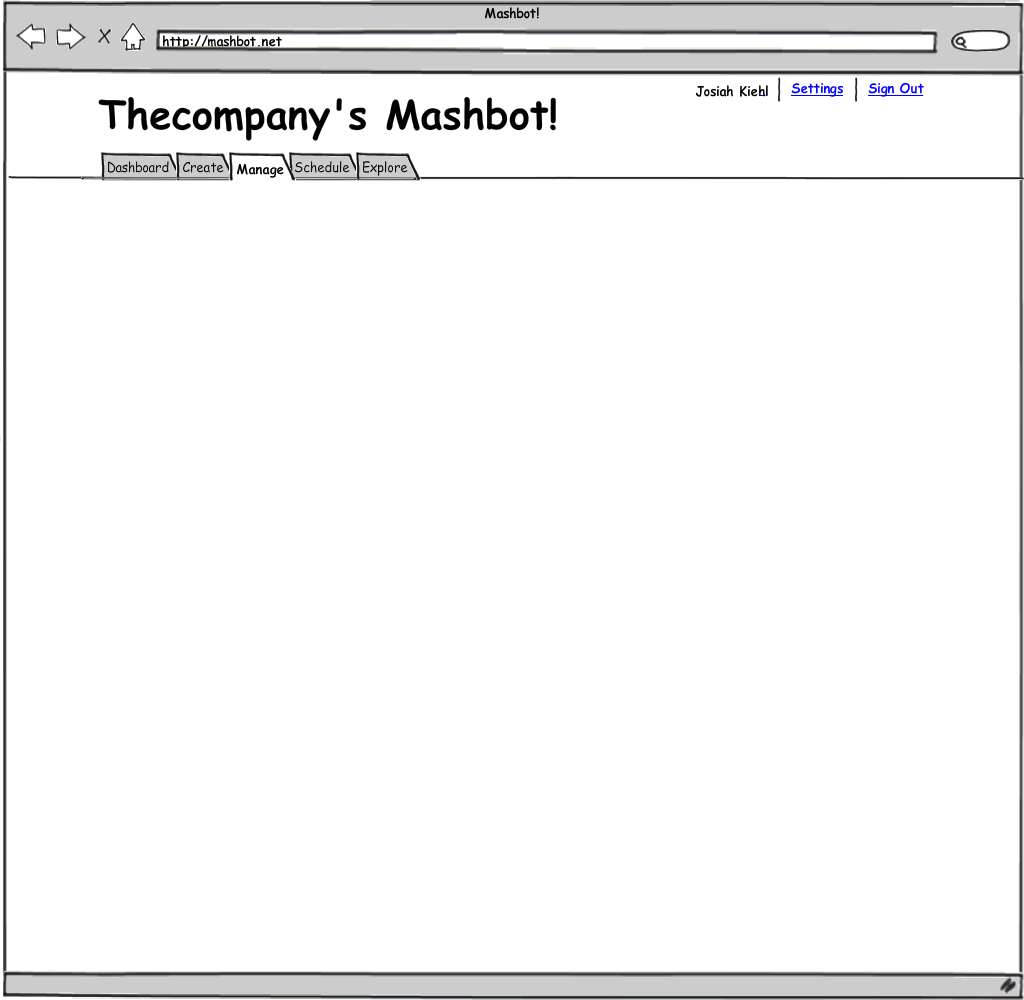 Mashbot!
http://mashbot.net
Josiah Kiehl Settings Sign Out
Thecompany's Mashbot!
Dashboard Create Manage Schedule Explore